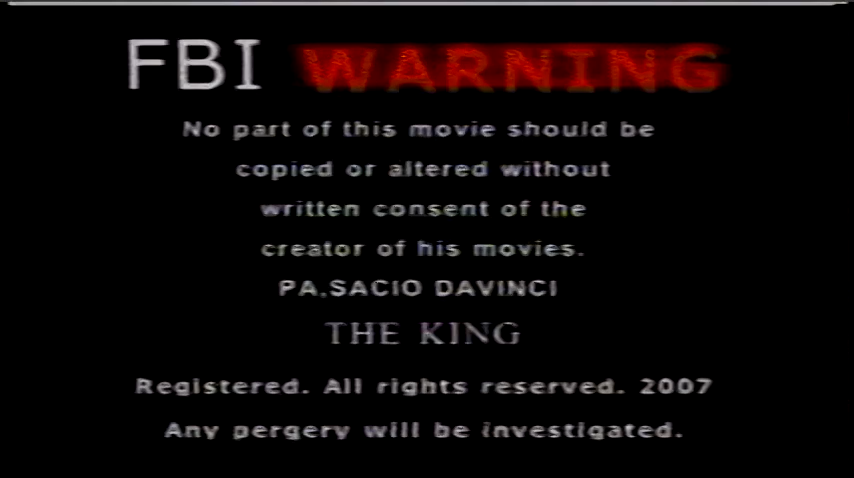 FBI WARNING
No part of this movie should be
copied or altered without
written consent of the
creator of his movies.
PA.SACIO DAVINCI
THE KING
Registered. All rights reserved. 2007
Any pergery will be investigated.